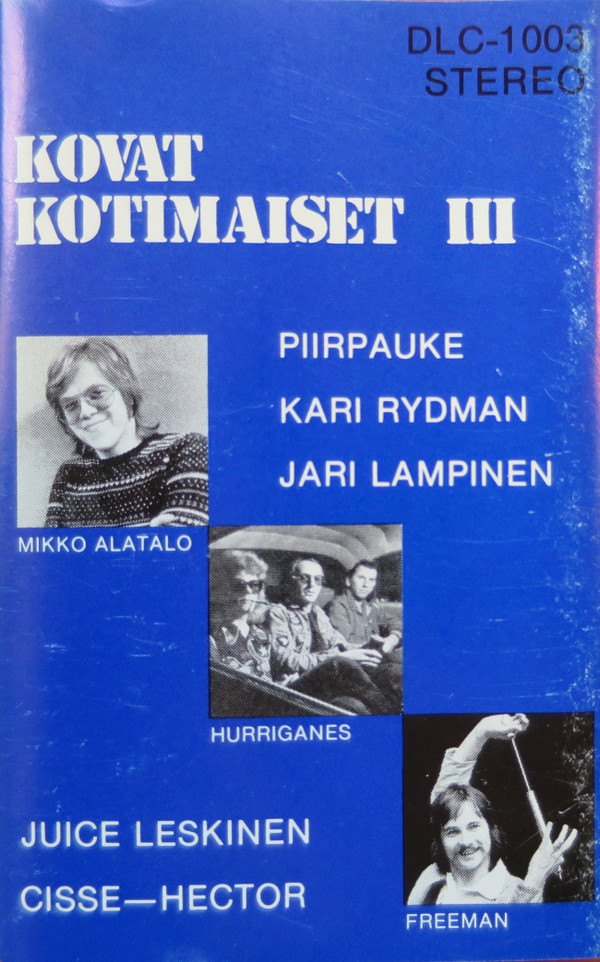 DLC-1003
STEREO
KOVAT
KOTIMAISET III
PIIRPAUKE
KARI RYDMAN
JARI LAMPINEN
MIKKO ALATALO
HURRIGANES
JUICE LESKINEN
CISSE—HECTOR
FREEMAN